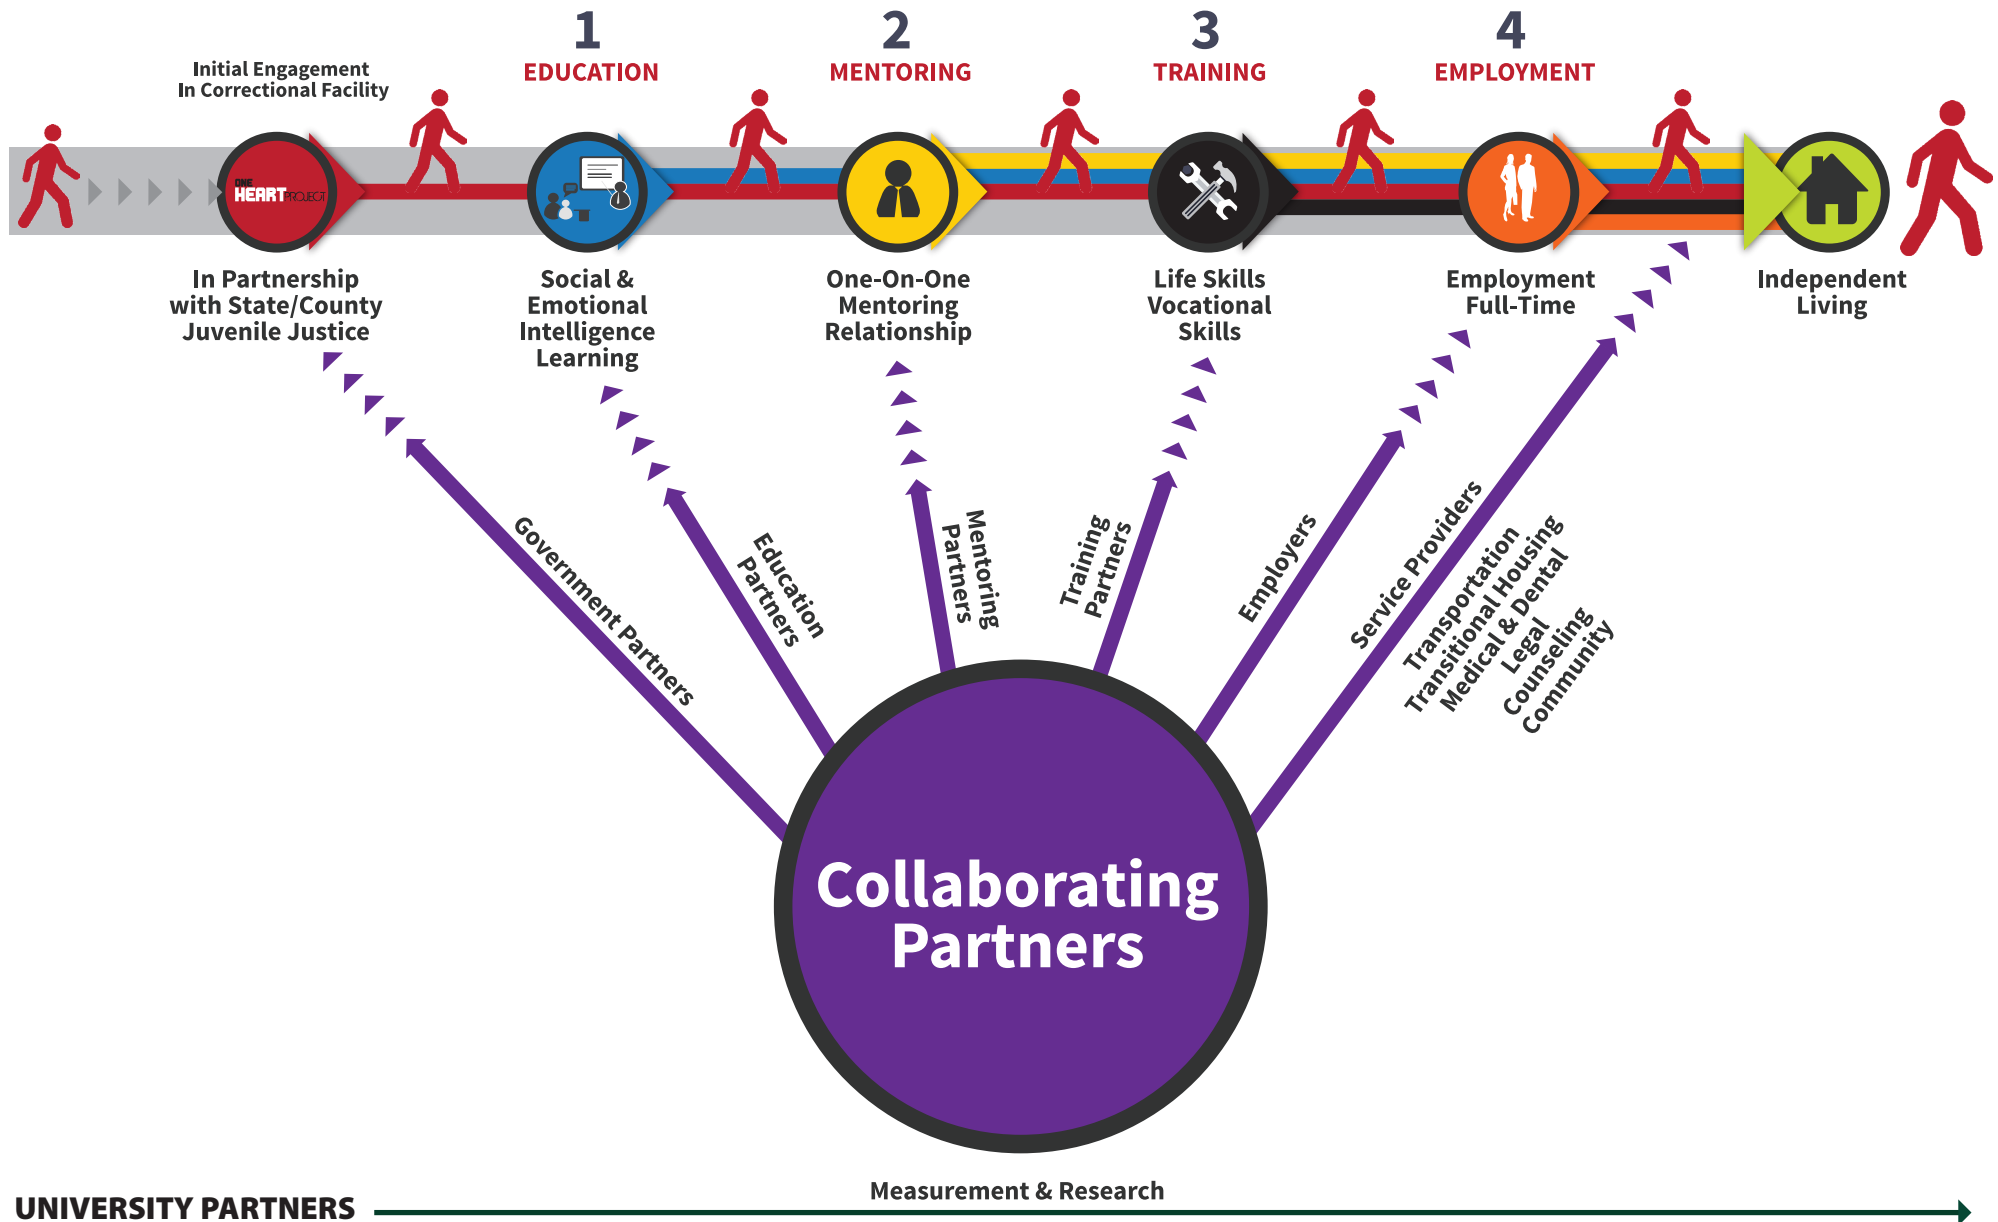 1
EDUCATION
2
MENTORING
3
TRAINING
4
EMPLOYMENT
Initial Engagement
In Correctional Facility
ONE
HEART PROJECT
In Partnership
with State/County
Juvenile Justice
Social &
Emotional
Intelligence
Learning
One-On-One
Mentoring
Relationship
Life Skills
Vocational
Skills
Employment
Full-Time
Independent
Living
Government Partners
Education
Partners
Mentoring
Partners
Training
Partners
Employers
Service Providers
Transportation
Transitional Housing
Medical & Dental
Legal
Counseling
Community
Collaborating
Partners
Measurement & Research
UNIVERSITY PARTNERS